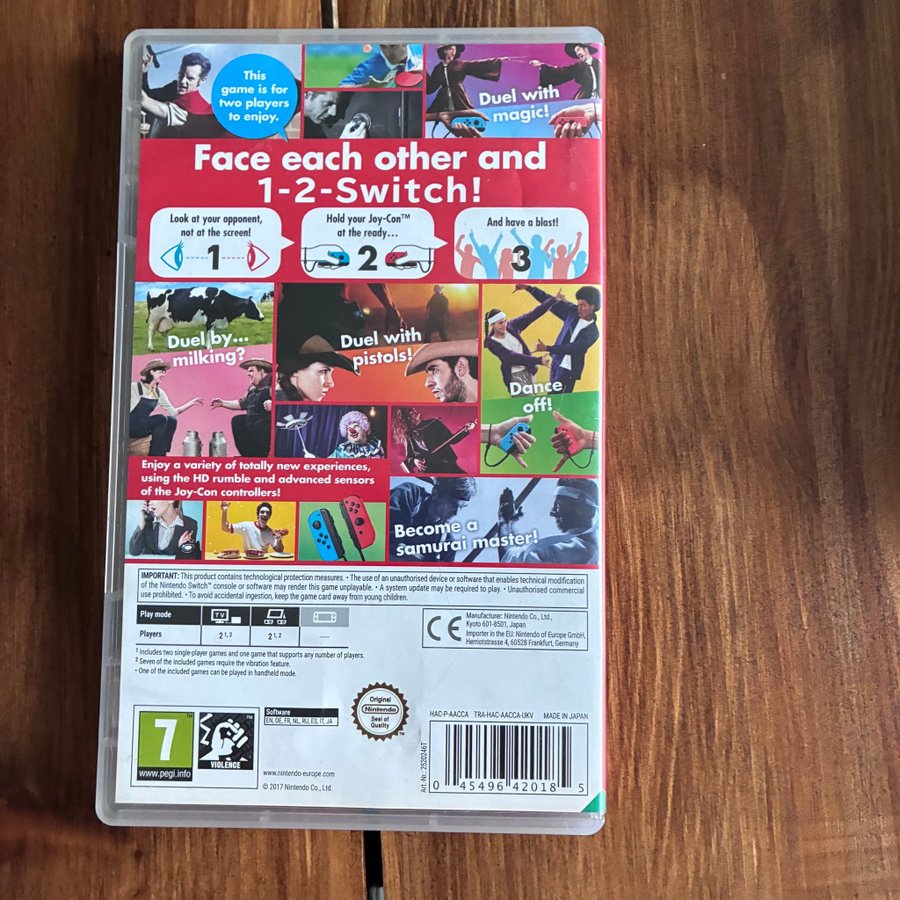 This
game is for
two players
to enjoy.
Duel with
magic!
Face each other and
1-2-Switch!
Look at your opponent,
not at the screen!
1
Hold your Joy-Con™
at the ready...
2
And have a blast!
3
Duel by...
milking?
Duel with
pistols!
Dance
off!
Enjoy a variety of totally new experiences,
using the HD rumble and advanced sensors
of the Joy-Con controllers!
Become a
samurai master!
IMPORTANT: This product contains technological protection measures. • The use of an unauthorised device or software that enables technical modification
of the Nintendo Switch™ console or software may render this game unplayable. • A system update may be required to play. • Unauthorised commercial
use prohibited. • To avoid accidental ingestion, keep the game card away from young children.
Play mode TV
Players 2 1, 2 2 1, 2 —
1 Includes two single-player games and one game that supports any number of players.
2 Seven of the included games require the vibration feature.
• One of the included games can be played in handheld mode.
CE
Manufacturer: Nintendo Co., Ltd.,
Kyoto 601-8501, Japan
Importer in the EU: Nintendo of Europe GmbH,
Herriotstrasse 4, 60528 Frankfurt, Germany
7
™
www.pegi.info
™
VIOLENCE
Software
EN, DE, FR, NL, RU, ES, IT, JA
www.nintendo-europe.com
© 2017 Nintendo Co., Ltd.
Original
Nintendo
Seal of
Quality
™
HAC-P-AACCA TRA-HAC-AACCA-UKV MADE IN JAPAN
Art.-Nr.: 2520246T
0 45496 42018 5